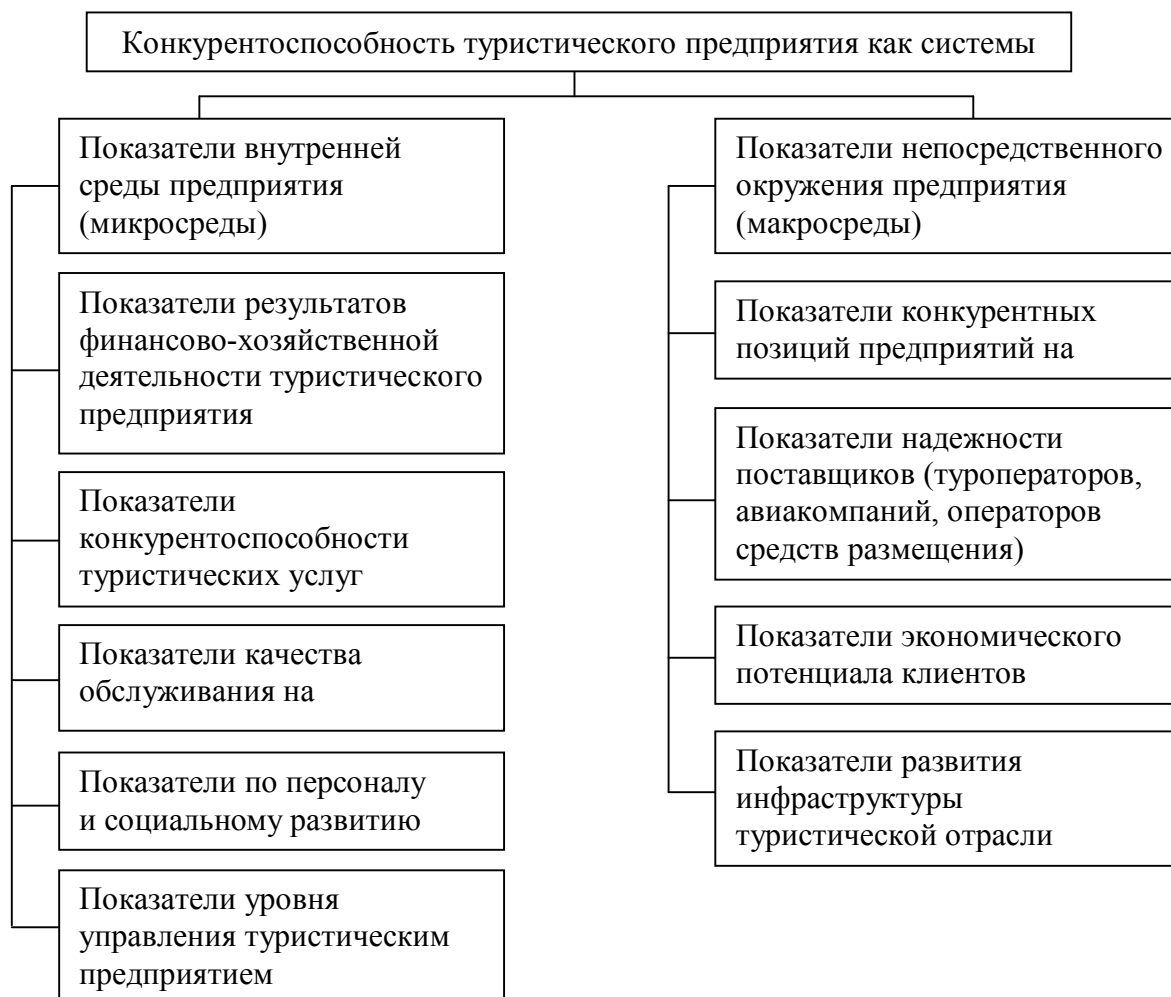 Конкурентоспособность туристического предприятия как системы
Показатели внутренней
среды предприятия
(микросреды)
Показатели результатов
финансово-хозяйственной
деятельности туристического
предприятия
Показатели
конкурентоспособности
туристических услуг
Показатели качества
обслуживания на
Показатели по персоналу
и социальному развитию
Показатели уровня
управления туристическим
предприятием
Показатели непосредственного
окружения предприятия
(макросреды)
Показатели конкурентных
позиций предприятий на
Показатели надежности
поставщиков (туроператоров,
авиакомпаний, операторов
средств размещения)
Показатели экономического
потенциала клиентов
Показатели развития
инфраструктуры
туристической отрасли